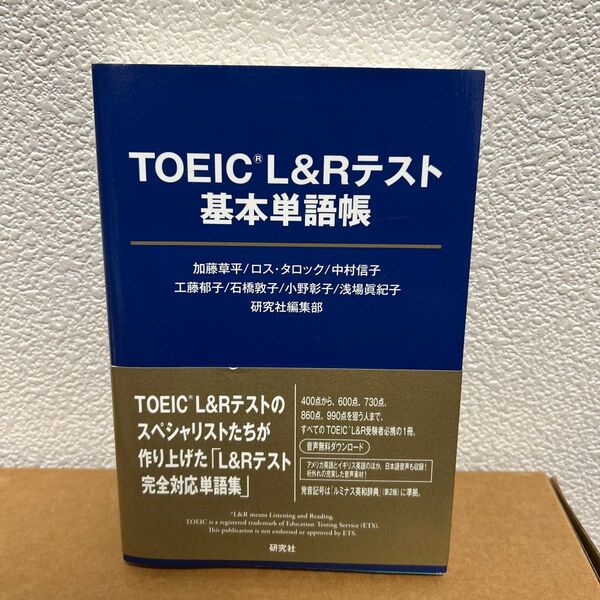 TOEIC® L&Rテスト
基本単語帳
加藤草平/ロス・タロック/中村信子
工藤郁子/石橋敦子/小野彰子/浅場眞紀子
研究社編集部
TOEIC® L&Rテストの
スペシャリストたちが
作り上げた「L&Rテスト
完全対応単語集」
400点から、600点、730点、
860点、990点を狙う人まで、
すべてのTOEIC® L&R受験者必携の1冊。
音声無料ダウンロード
アメリカ英語とイギリス英語のほか、日本語音声も収録!
桁外れの充実した音声素材!
発音記号は『ルミナス英和辞典』(第2版)に準拠。
*L&R means Listening and Reading.
TOEIC is a registered trademark of Education Testing Service (ETS).
This publication is not endorsed or approved by ETS.
研究社